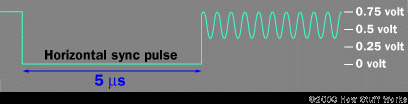 0.75 volt
0.5 volt
Horizontal sync pulse
0.25 volt
0 volt
5 µs
©2000 How Stuff Works